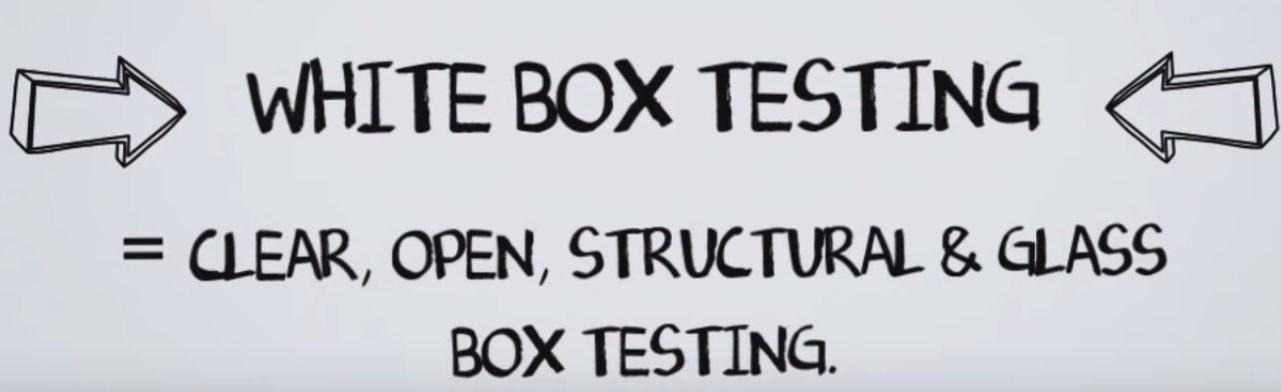 WHITE BOX TESTING
= CLEAR, OPEN, STRUCTURAL & GLASS
BOX TESTING.